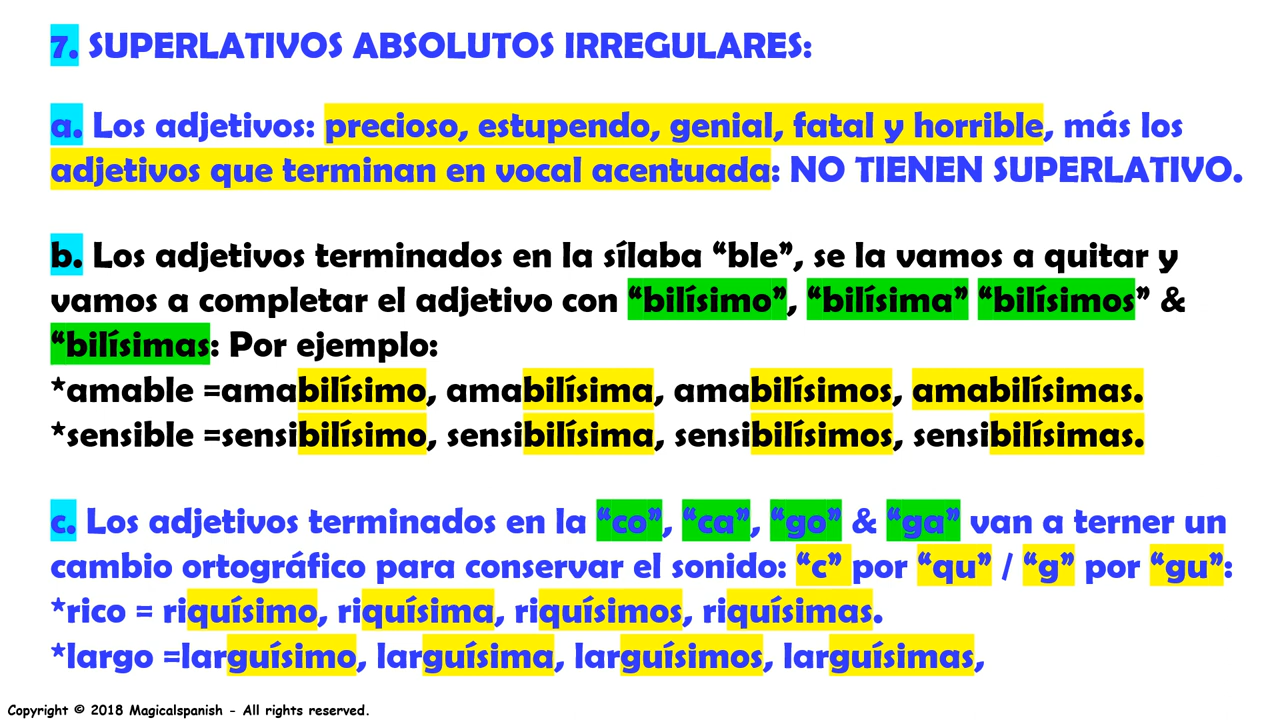 7. SUPERLATIVOS ABSOLUTOS IRREGULARES:
a. Los adjetivos: precioso, estupendo, genial, fatal y horrible, más los
adjetivos que terminan en vocal acentuada: NO TIENEN SUPERLATIVO.
b. Los adjetivos terminados en la sílaba “ble”, se la vamos a quitar y
vamos a completar el adjetivo con “bilísimo”, “bilísima” “bilísimos” &
“bilísimas: Por ejemplo:
*amable =amabilísimo, amabilísima, amabilísimos, amabilísimas.
*sensible =sensibilísimo, sensibilísima, sensibilísimos, sensibilísimas.
c. Los adjetivos terminados en la “co”, “ca”, “go” & “ga” van a terner un
cambio ortográfico para conservar el sonido: “c” por “qu” / “g” por “gu”:
*rico = riquísimo, riquísima, riquísimos, riquísimas.
*largo =larguísimo, larguísima, larguísimos, larguísimas,
Copyright © 2018 Magicalspanish - All rights reserved.